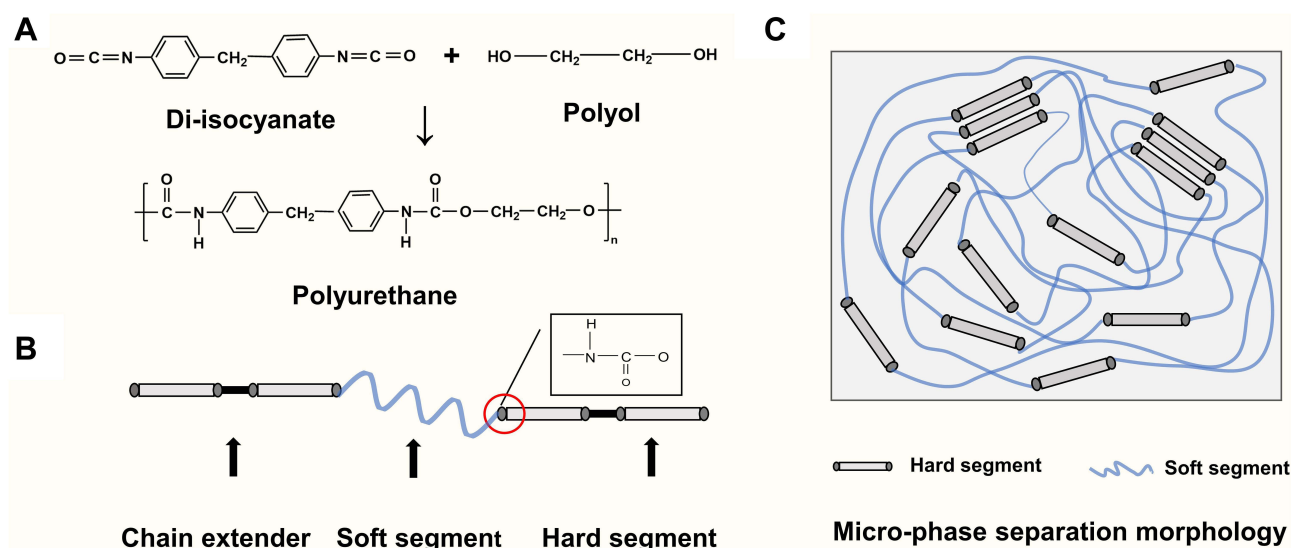 A
O=C=N CH2 N=C=O + HO CH2 CH2 OH
Di-isocyanate
Polyol
O O
C N CH2 N C O CH2 CH2 O
H H n
Polyurethane
B
H
N C O
O
Chain extender
Soft segment
Hard segment
C
Hard segment
Soft segment
Micro-phase separation morphology